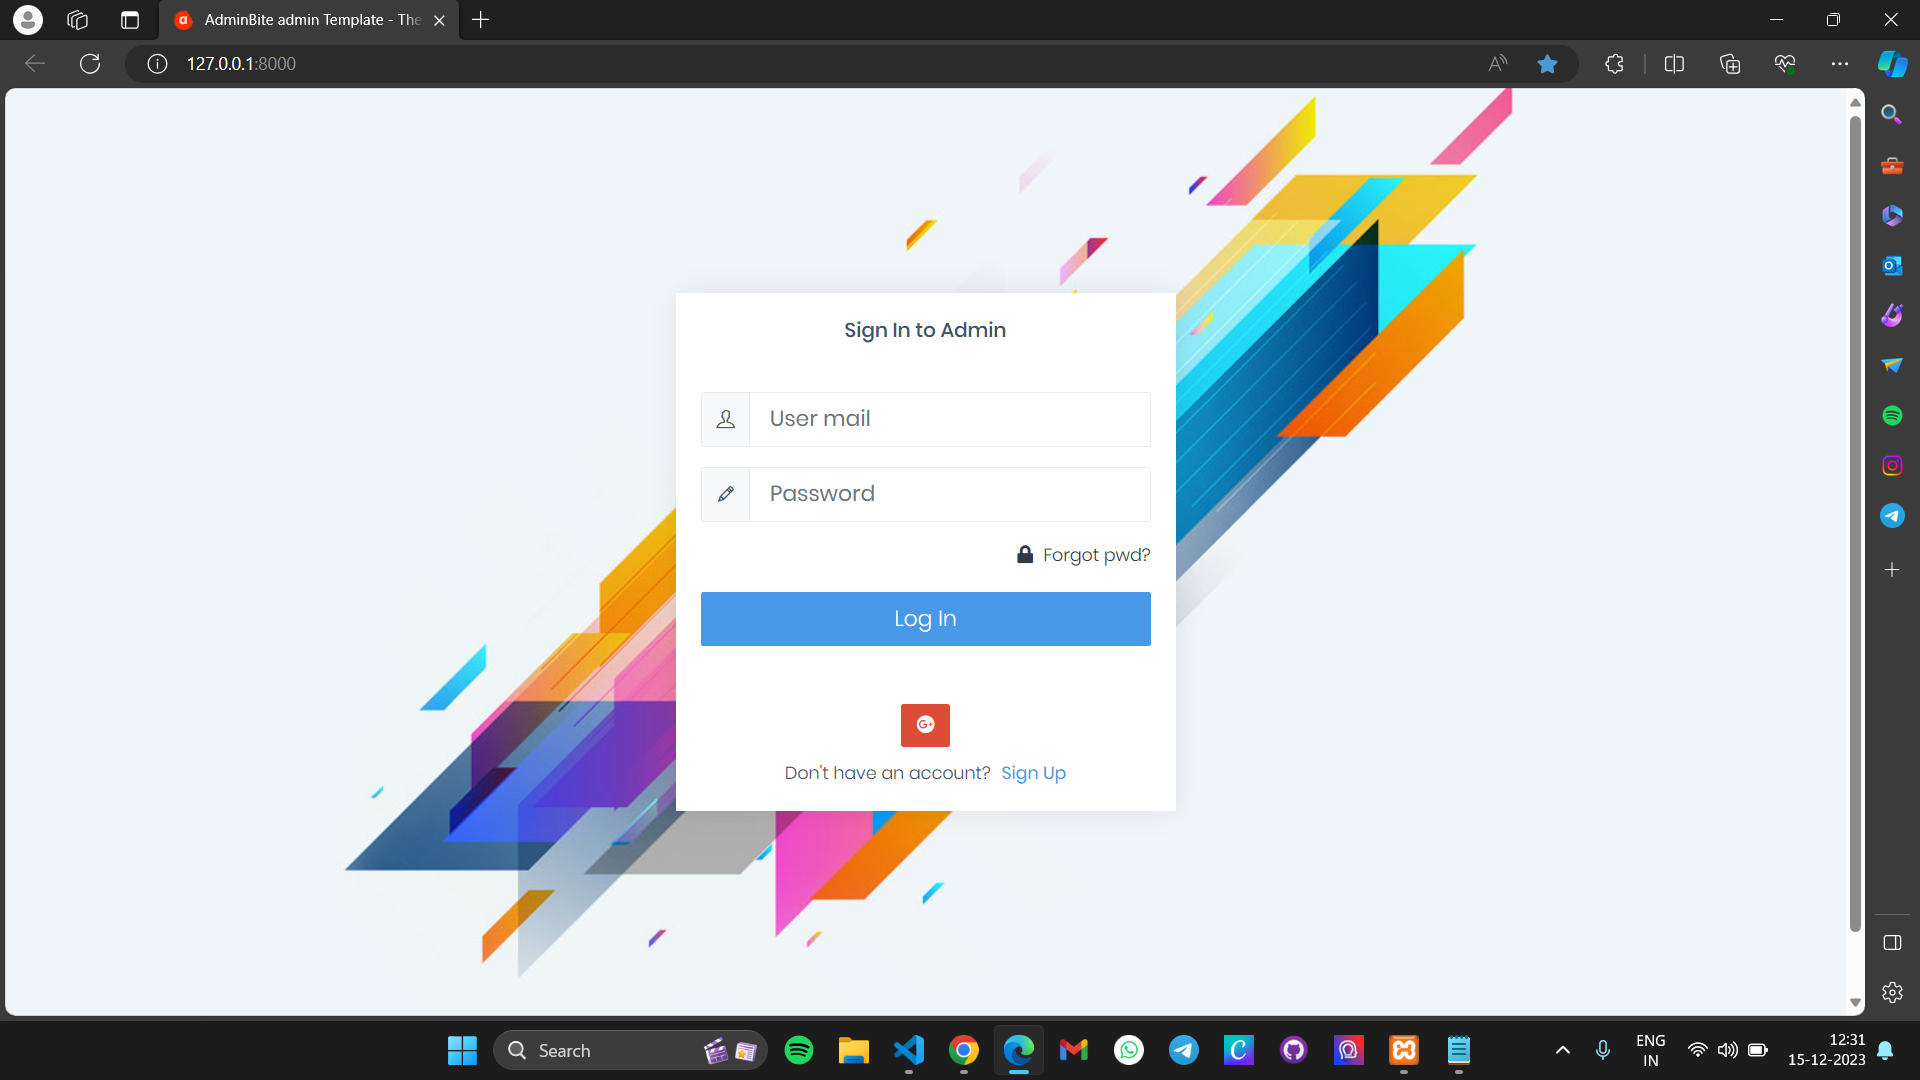 AdminBite admin Template - The
127.0.0.1:8000
Sign In to Admin
User mail
Password
Forgot pwd?
Log In
G+
Don't have an account? Sign Up
Search
ENG
IN
12:31
15-12-2023